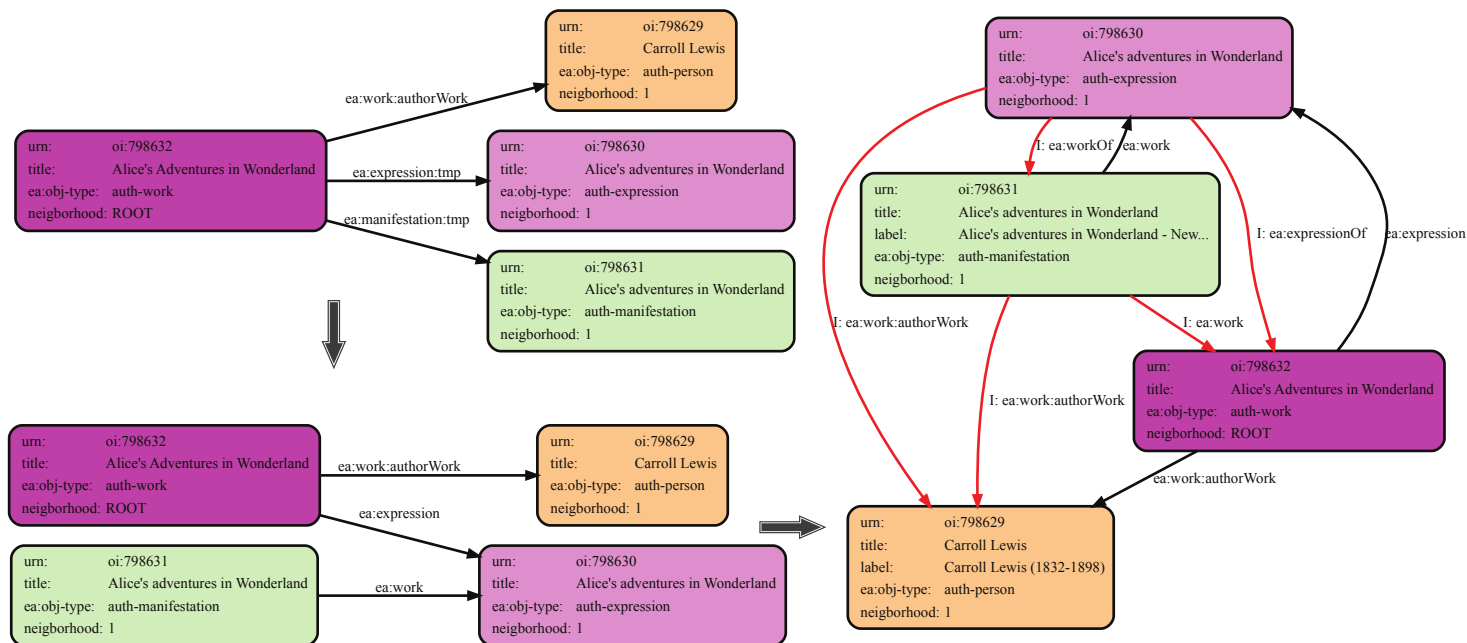 urn: oi:798629
title: Carroll Lewis
ea:obj-type: auth-person
neigborhood: 1
ea:work:authorWork
urn: oi:798632
title: Alice's Adventures in Wonderland
ea:obj-type: auth-work
neigborhood: ROOT
ea:expression:tmp
urn: oi:798630
title: Alice's adventures in Wonderland
ea:obj-type: auth-expression
neigborhood: 1
ea:manifestation:tmp
urn: oi:798631
title: Alice's adventures in Wonderland
ea:obj-type: auth-manifestation
neigborhood: 1
urn: oi:798632
title: Alice's Adventures in Wonderland
ea:obj-type: auth-work
neigborhood: ROOT
ea:work:authorWork
urn: oi:798629
title: Carroll Lewis
ea:obj-type: auth-person
neigborhood: 1
ea:expression
urn: oi:798631
title: Alice's adventures in Wonderland
ea:obj-type: auth-manifestation
neigborhood: 1
ea:work
urn: oi:798630
title: Alice's adventures in Wonderland
ea:obj-type: auth-expression
neigborhood: 1
urn: oi:798630
title: Alice's adventures in Wonderland
ea:obj-type: auth-expression
neigborhood: 1
I: ea:workOf
ea:work
urn: oi:798631
title: Alice's adventures in Wonderland
label: Alice's adventures in Wonderland - New...
ea:obj-type: auth-manifestation
neigborhood: 1
I: ea:expressionOf
ea:expression
I: ea:work:authorWork
I: ea:work
urn: oi:798632
title: Alice's Adventures in Wonderland
ea:obj-type: auth-work
neigborhood: ROOT
I: ea:work:authorWork
ea:work:authorWork
urn: oi:798629
title: Carroll Lewis
label: Carroll Lewis (1832-1898)
ea:obj-type: auth-person
neigborhood: 1